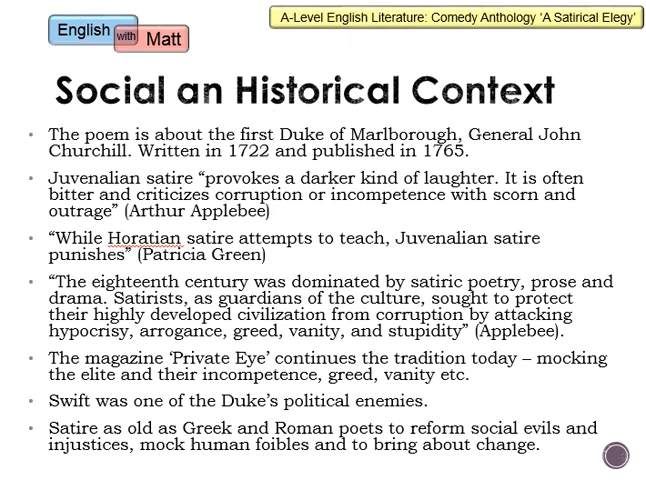 English with Matt
A-Level English Literature: Comedy Anthology ‘A Satirical Elegy’
Social an Historical Context
• The poem is about the first Duke of Marlborough, General John
Churchill. Written in 1722 and published in 1765.
• Juvenalian satire “provokes a darker kind of laughter. It is often
bitter and criticizes corruption or incompetence with scorn and
outrage” (Arthur Applebee)
• “While Horatian satire attempts to teach, Juvenalian satire
punishes” (Patricia Green)
• “The eighteenth century was dominated by satiric poetry, prose and
drama. Satirists, as guardians of the culture, sought to protect
their highly developed civilization from corruption by attacking
hypocrisy, arrogance, greed, vanity, and stupidity” (Applebee).
• The magazine ‘Private Eye’ continues the tradition today – mocking
the elite and their incompetence, greed, vanity etc.
• Swift was one of the Duke’s political enemies.
• Satire as old as Greek and Roman poets to reform social evils and
injustices, mock human foibles and to bring about change.